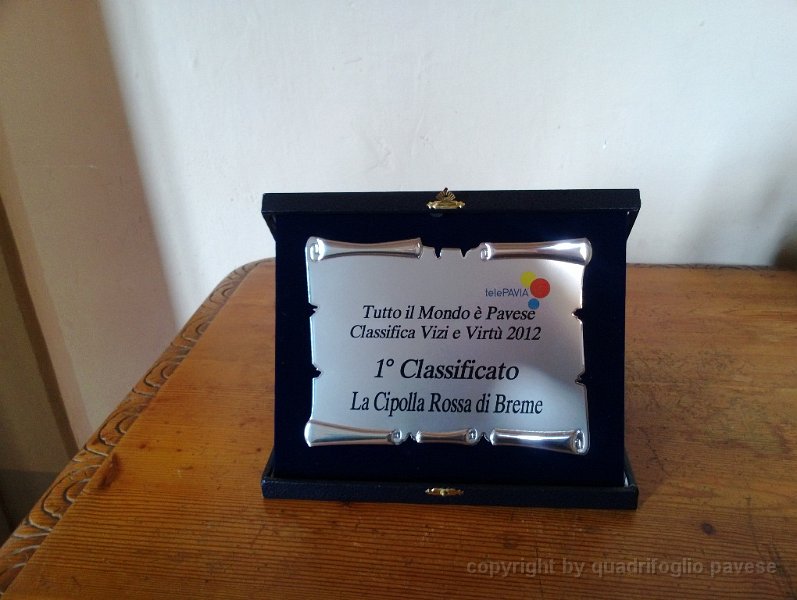 telePAVIA
Tutto il Mondo è Pavese
Classifica Vizi e Virtù 2012
1° Classificato
La Cipolla Rossa di Breme
copyright by quadrifoglio pavese